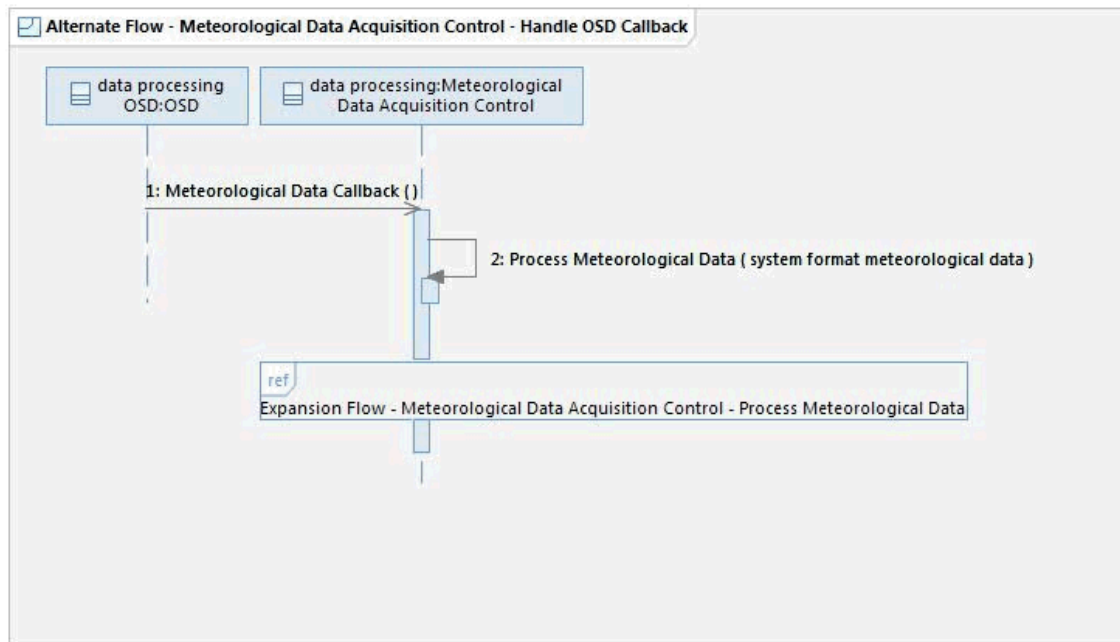 Alternate Flow - Meteorological Data Acquisition Control - Handle OSD Callback
data processing
OSD:OSD
data processing:Meteorological
Data Acquisition Control
1: Meteorological Data Callback ( )
2: Process Meteorological Data ( system format meteorological data )
ref
Expansion Flow - Meteorological Data Acquisition Control - Process Meteorological Data